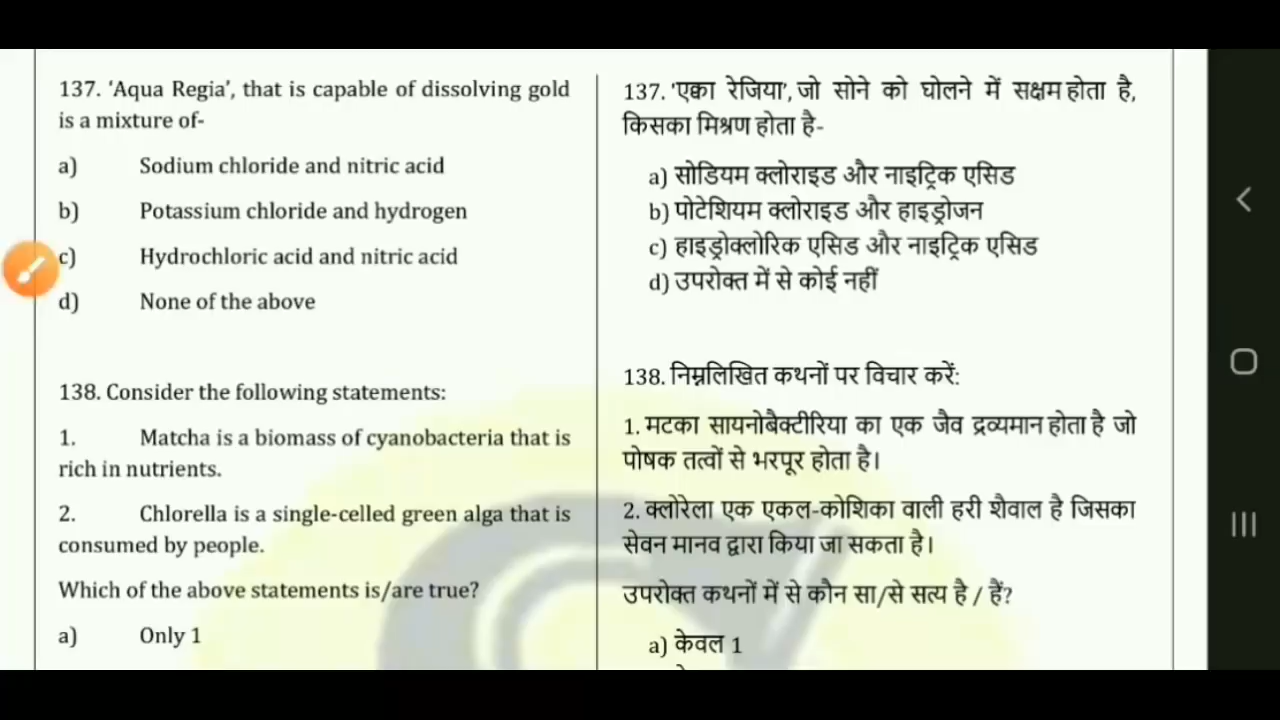 137. ‘Aqua Regia’, that is capable of dissolving gold
is a mixture of-
a) Sodium chloride and nitric acid
b) Potassium chloride and hydrogen
c) Hydrochloric acid and nitric acid
d) None of the above
138. Consider the following statements:
1. Matcha is a biomass of cyanobacteria that is
rich in nutrients.
2. Chlorella is a single-celled green alga that is
consumed by people.
Which of the above statements is/are true?
a) Only 1
137. 'एक्वा रेजिया', जो सोने को घोलने में सक्षम होता है,
किसका मिश्रण होता है-
a) सोडियम क्लोराइड और नाइट्रिक एसिड
b) पोटेशियम क्लोराइड और हाइड्रोजन
c) हाइड्रोक्लोरिक एसिड और नाइट्रिक एसिड
d) उपरोक्त में से कोई नहीं
138. निम्नलिखित कथनों पर विचार करें:
1. मटका सायनोबैक्टीरिया का एक जैव द्रव्यमान होता है जो
पोषक तत्वों से भरपूर होता है।
2. क्लोरेला एक एकल-कोशिका वाली हरी शैवाल है जिसका
सेवन मानव द्वारा किया जा सकता है।
उपरोक्त कथनों में से कौन सा/से सत्य है / हैं?
a) केवल 1